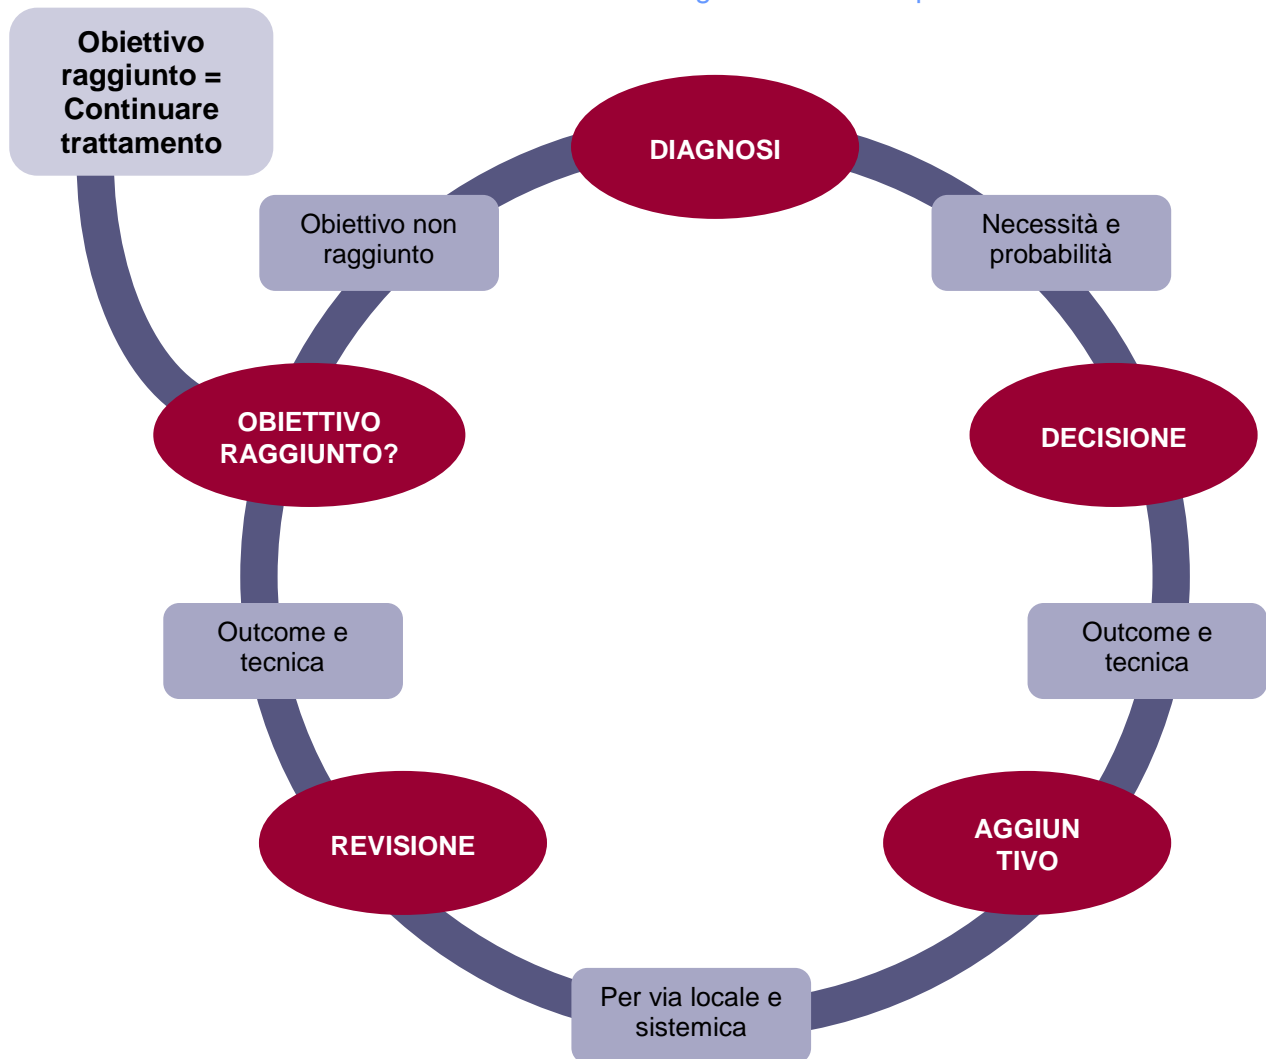 Obiettivo
raggiunto =
Continuare
trattamento
DIAGNOSI
Obiettivo non
raggiunto
Necessità e
probabilità
OBIETTIVO
RAGGIUNTO?
DECISIONE
Outcome e
tecnica
Outcome e
tecnica
REVISIONE
AGGIUN
TIVO
Per via locale e
sistemica